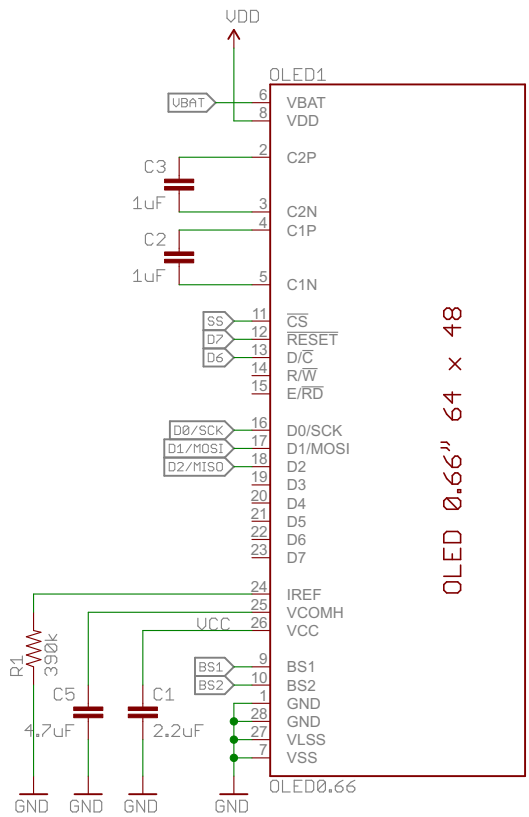 VDD
OLED1
VBAT 6 VBAT
8 VDD
2 C2P
C3
1uF
3 C2N
4 C1P
C2
1uF
5 C1N
SS 11 CS
D7 12 RESET
D6 13 D/C
14 R/W
15 E/RD
D0/SCK 16 D0/SCK
D1/MOSI 17 D1/MOSI
D2/MISO 18 D2
19 D3
20 D4
21 D5
22 D6
23 D7
OLED 0.66” 64 x 48
24 IREF
25 VCOMH
VCC 26 VCC
R1
390k
BS1 9 BS1
BS2 10 BS2
1 GND
28 GND
27 VLSS
7 VSS
C5
4.7uF
C1
2.2uF
OLED0.66
GND GND GND GND